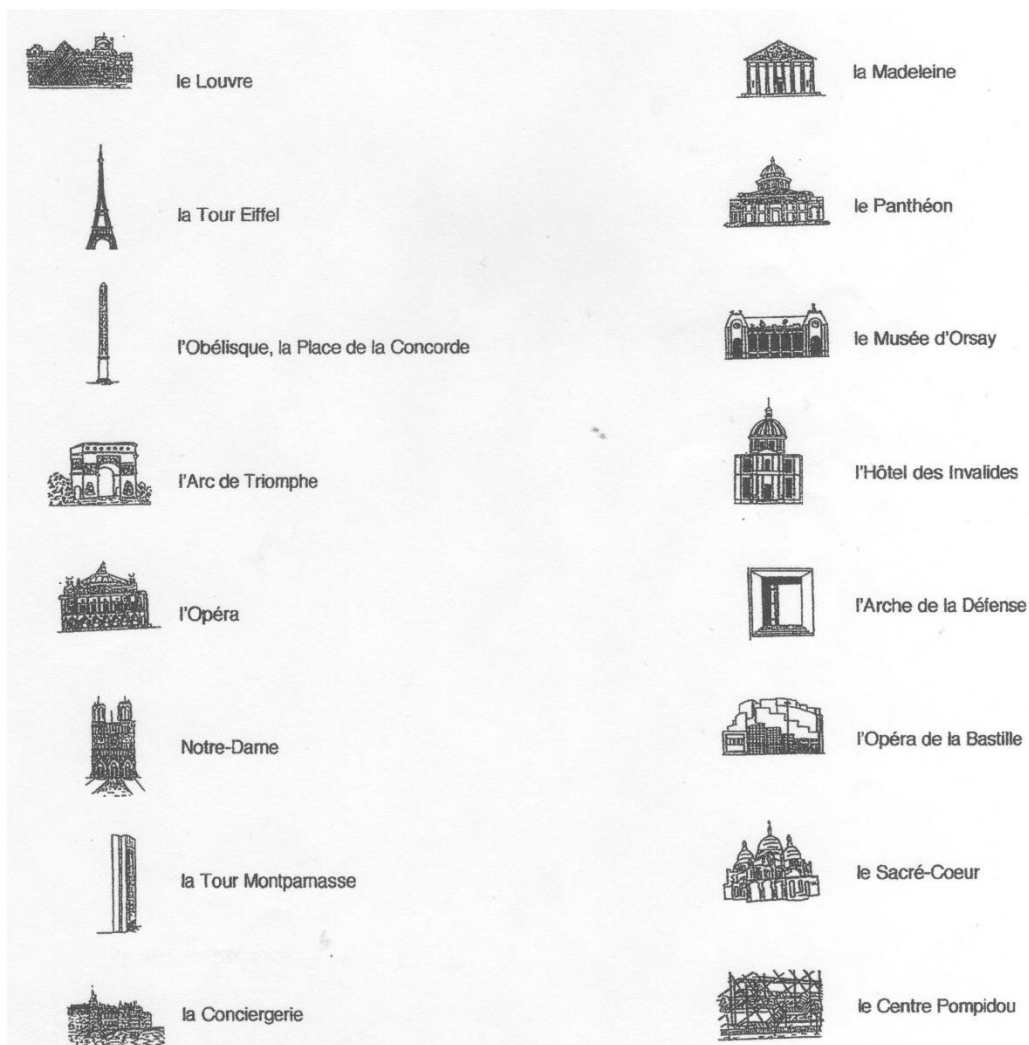 le Louvre
la Tour Eiffel
l'Obélisque, la Place de la Concorde
l'Arc de Triomphe
l'Opéra
Notre-Dame
la Tour Montparnasse
la Conciergerie
la Madeleine
le Panthéon
le Musée d'Orsay
l'Hôtel des Invalides
l'Arche de la Défense
l'Opéra de la Bastille
le Sacré-Coeur
le Centre Pompidou